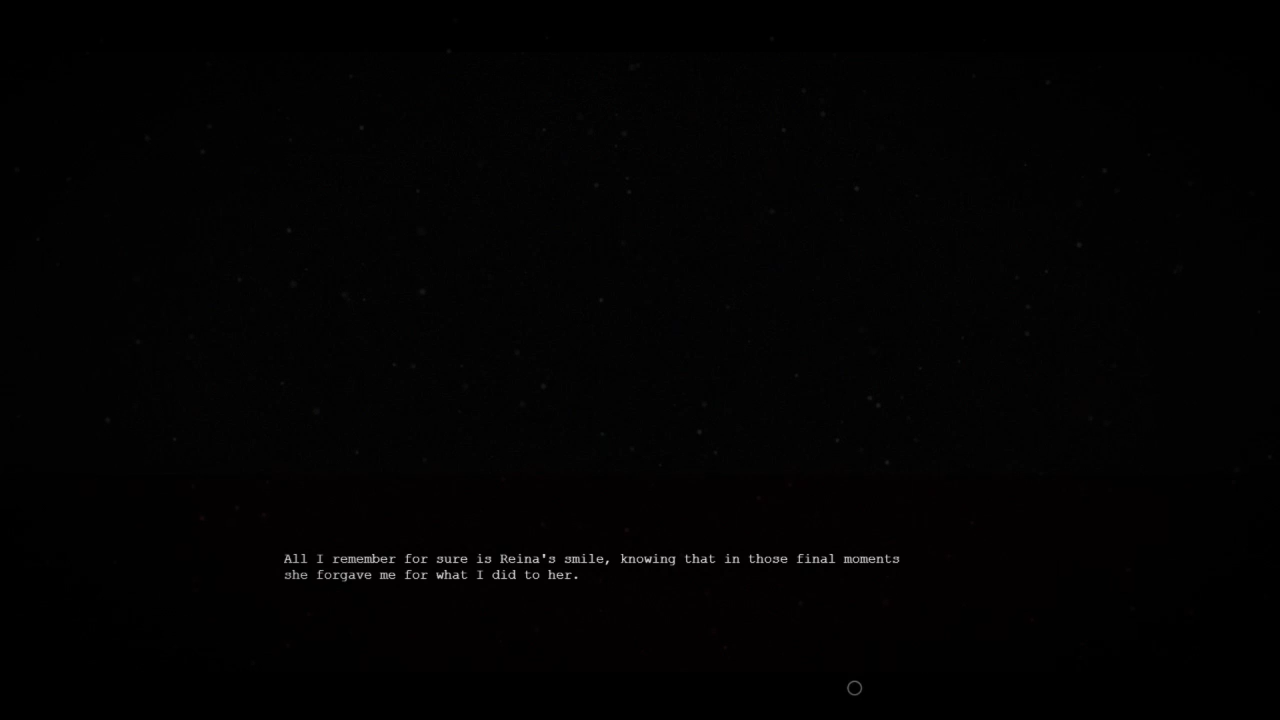 All I remember for sure is Reina's smile, knowing that in those final moments
she forgave me for what I did to her.